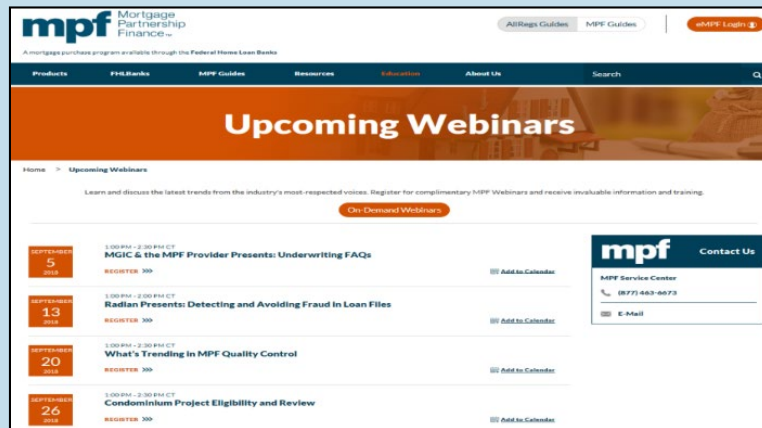 mpf
Mortgage
Partnership
Finance™
AllRegs Guides
MPF Guides
eMPF Login
A mortgage purchase program available through the Federal Home Loan Banks
Products
FHLBanks
MPF Guides
Resources
Education
About Us
Search
Upcoming Webinars
Home > Upcoming Webinars
Learn and discuss the latest trends from the industry's most-respected voices. Register for complimentary MPF Webinars and receive invaluable information and training.
On-Demand Webinars
SEPTEMBER
5
2018
1:00 PM - 2:30 PM CT
MGIC & the MPF Provider Presents: Underwriting FAQs
REGISTER >>>
Add to Calendar
SEPTEMBER
13
2018
1:00 PM - 2:00 PM CT
Radian Presents: Detecting and Avoiding Fraud in Loan Files
REGISTER >>>
Add to Calendar
SEPTEMBER
20
2018
1:00 PM - 2:30 PM CT
What's Trending in MPF Quality Control
REGISTER >>>
Add to Calendar
SEPTEMBER
26
2018
1:00 PM - 2:30 PM CT
Condominium Project Eligibility and Review
REGISTER >>>
Add to Calendar
mpf
Contact Us
MPF Service Center
(877) 463-6673
E-Mail